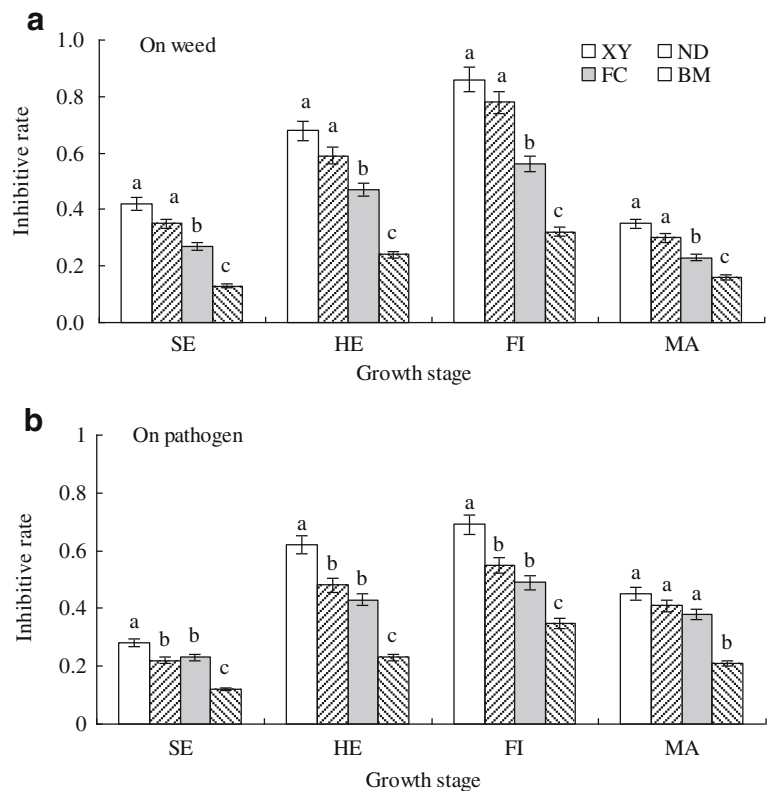 a
On weed
XY ND
FC BM
Inhibitive rate
1.0
0.8
0.6
0.4
0.2
0.0
a a b c
a a b c
a a b c
a a b c
SE HE FI MA
Growth stage
b
On pathogen
Inhibitive rate
1
0.8
0.6
0.4
0.2
0
a b b c
a b b c
a b b c
a a a b
SE HE FI MA
Growth stage